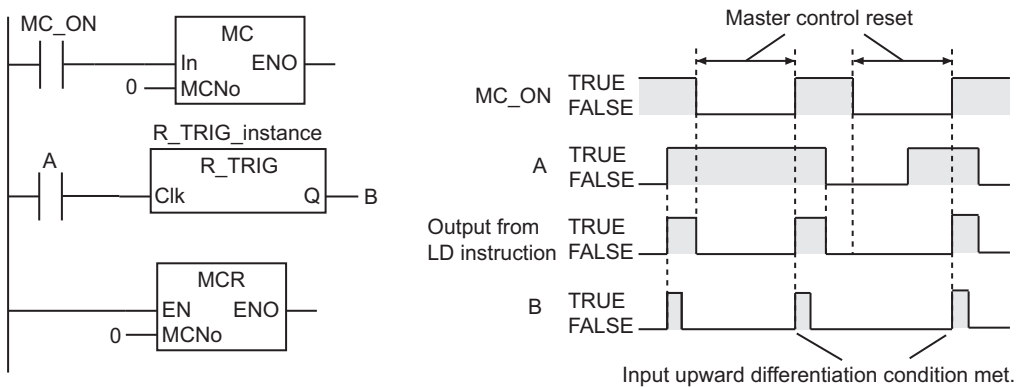 MC_ON
MC
In ENO
0 MCNo
R_TRIG_instance
A
R_TRIG
Clk Q B
MCR
EN ENO
0 MCNo
Master control reset
MC_ON TRUE
FALSE
A TRUE
FALSE
Output from TRUE
LD instruction FALSE
B TRUE
FALSE
Input upward differentiation condition met.